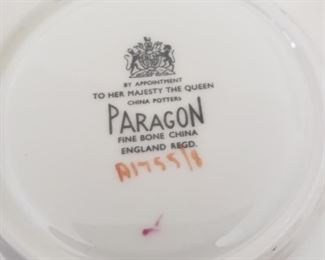 BY APPOINTMENT
TO HER MAJESTY THE QUEEN
CHINA POTTERS
PARAGON
FINE BONE CHINA
ENGLAND REGD.
A1755/8